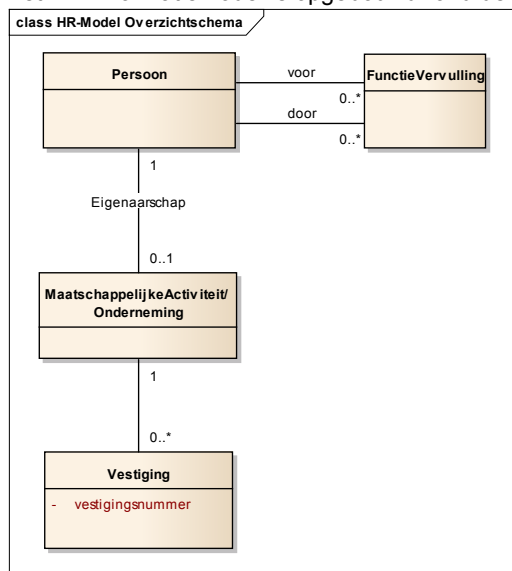 class HR-Model Overzichtschema
Persoon
voor
FunctieVervulling
0..*
door
0..*
1
Eigenaarschap
0..1
MaatschappelijkeActiviteit/
Onderneming
1
0..*
Vestiging
- vestigingsnummer